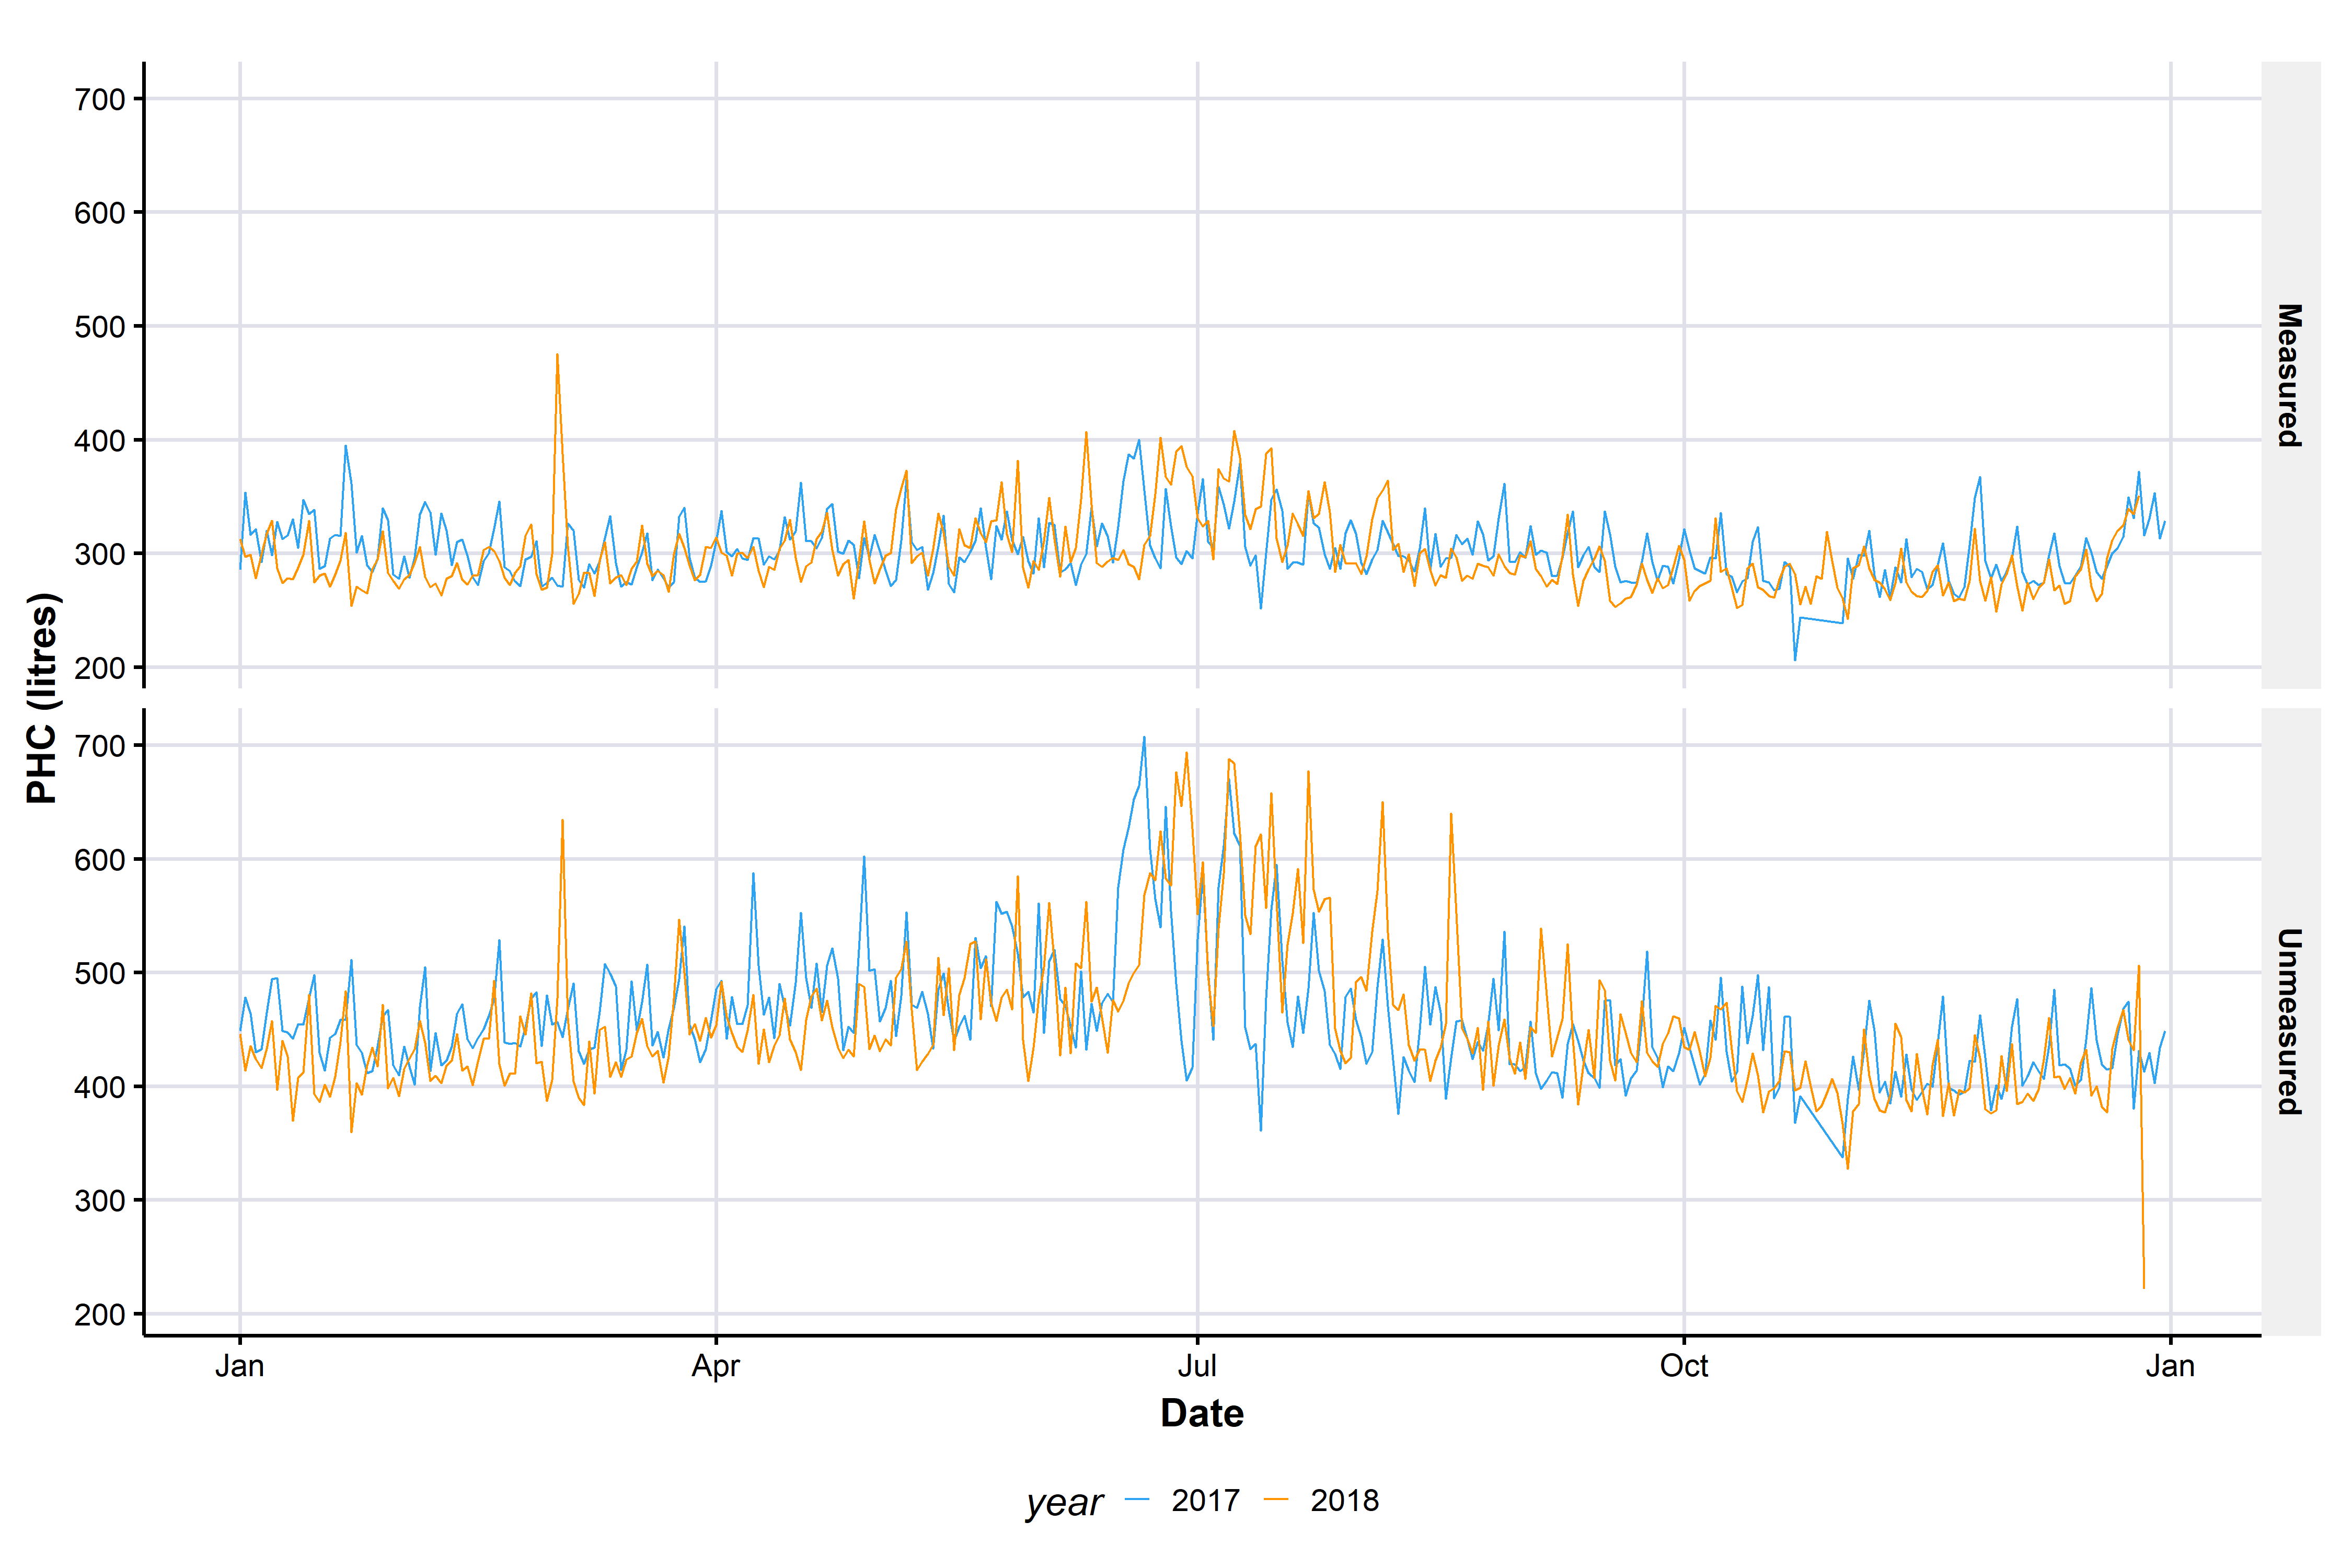 PHC (litres)
700
600
500
400
300
200
Measured
700
600
500
400
300
200
Unmeasured
Jan Apr Jul Oct Jan
Date
year 2017 2018